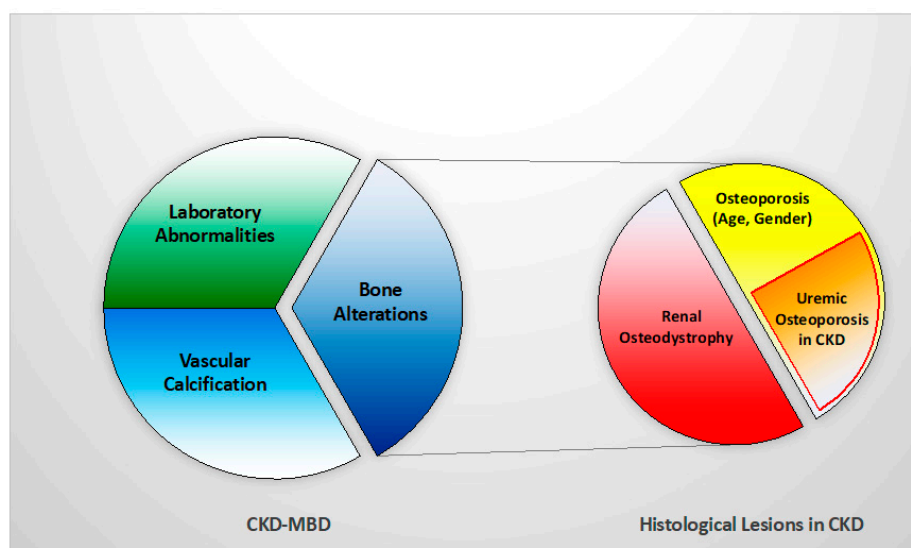 Laboratory
Abnormalities
Bone
Alterations
Vascular
Calcification
Osteoporosis
(Age, Gender)
Renal
Osteodystrophy
Uremic
Osteoporosis
in CKD
CKD-MBD
Histological Lesions in CKD